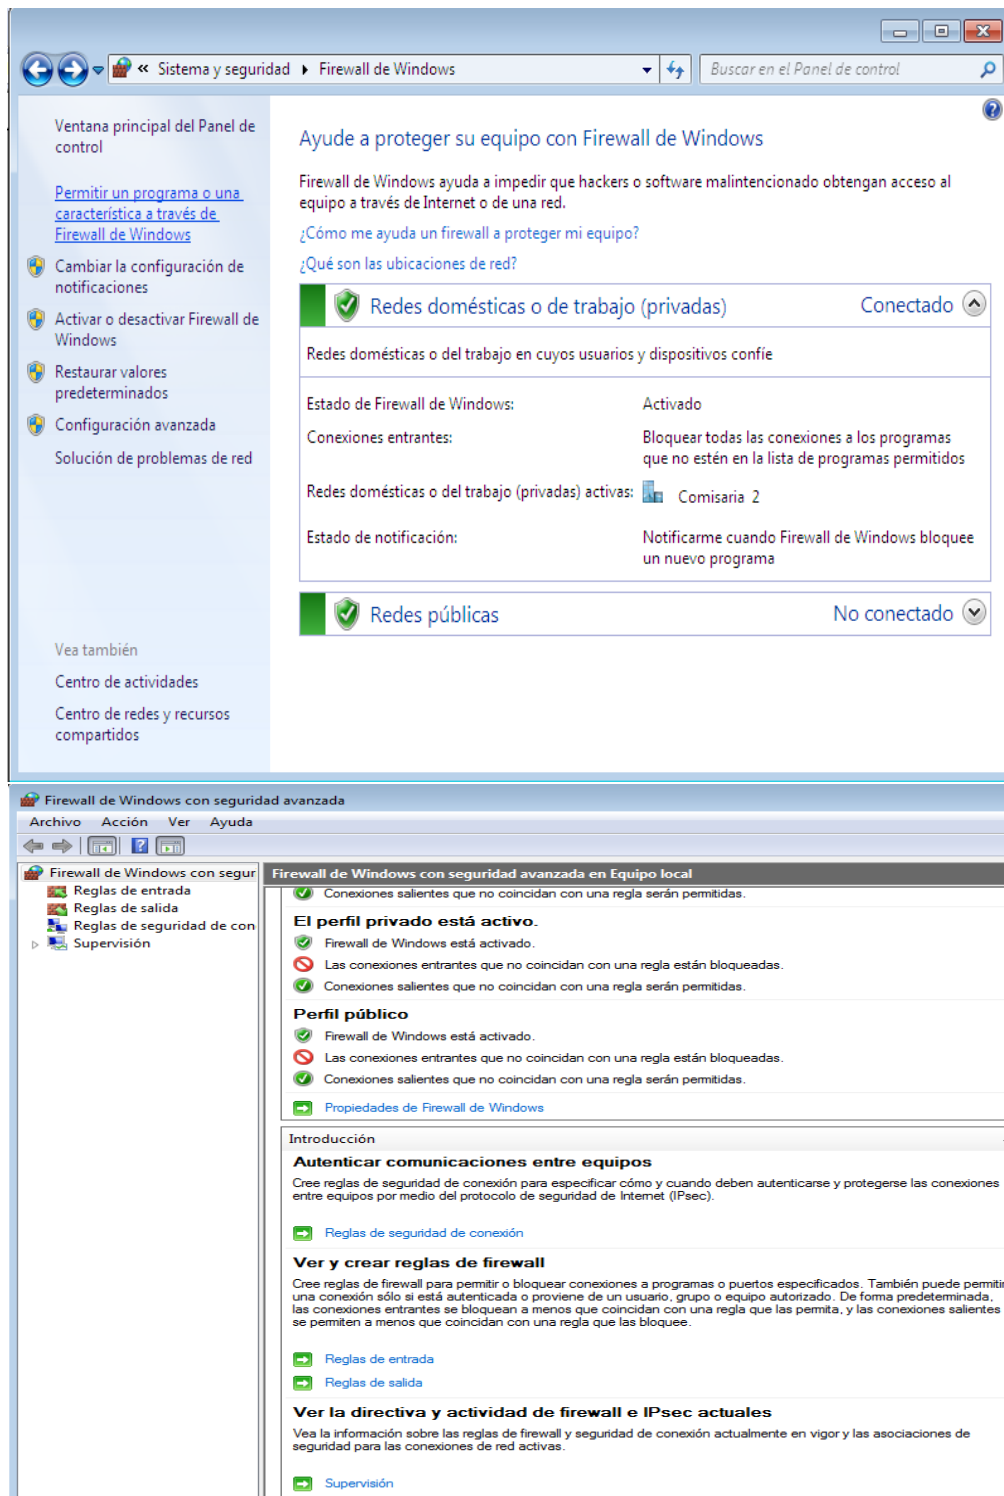 « Sistema y seguridad ▸ Firewall de Windows
Buscar en el Panel de control
Ventana principal del Panel de
control
Permitir un programa o una
característica a través de
Firewall de Windows
Cambiar la configuración de
notificaciones
Activar o desactivar Firewall de
Windows
Restaurar valores
predeterminados
Configuración avanzada
Solución de problemas de red
Vea también
Centro de actividades
Centro de redes y recursos
compartidos
Ayude a proteger su equipo con Firewall de Windows
Firewall de Windows ayuda a impedir que hackers o software malintencionado obtengan acceso al
equipo a través de Internet o de una red.
¿Cómo me ayuda un firewall a proteger mi equipo?
¿Qué son las ubicaciones de red?
Redes domésticas o de trabajo (privadas) Conectado
Redes domésticas o del trabajo en cuyos usuarios y dispositivos confíe
Estado de Firewall de Windows: Activado
Conexiones entrantes: Bloquear todas las conexiones a los programas
que no estén en la lista de programas permitidos
Redes domésticas o del trabajo (privadas) activas: Comisaria 2
Estado de notificación: Notificarme cuando Firewall de Windows bloquee
un nuevo programa
Redes públicas No conectado
Firewall de Windows con seguridad avanzada
Archivo Acción Ver Ayuda
Firewall de Windows con segur
Reglas de entrada
Reglas de salida
Reglas de seguridad de con
Supervisión
Firewall de Windows con seguridad avanzada en Equipo local
Conexiones salientes que no coincidan con una regla serán permitidas.
El perfil privado está activo.
Firewall de Windows está activado.
Las conexiones entrantes que no coincidan con una regla están bloqueadas.
Conexiones salientes que no coincidan con una regla serán permitidas.
Perfil público
Firewall de Windows está activado.
Las conexiones entrantes que no coincidan con una regla están bloqueadas.
Conexiones salientes que no coincidan con una regla serán permitidas.
Propiedades de Firewall de Windows
Introducción
Autenticar comunicaciones entre equipos
Cree reglas de seguridad de conexión para especificar cómo y cuando deben autenticarse y protegerse las conexiones
entre equipos por medio del protocolo de seguridad de Internet (IPsec).
Reglas de seguridad de conexión
Ver y crear reglas de firewall
Cree reglas de firewall para permitir o bloquear conexiones a programas o puertos especificados. También puede permitir
una conexión sólo si está autenticada o proviene de un usuario, grupo o equipo autorizado. De forma predeterminada,
las conexiones entrantes se bloquean a menos que coincidan con una regla que las permita, y las conexiones salientes
se permiten a menos que coincidan con una regla que las bloquee.
Reglas de entrada
Reglas de salida
Ver la directiva y actividad de firewall e IPsec actuales
Vea la información sobre las reglas de firewall y seguridad de conexión actualmente en vigor y las asociaciones de
seguridad para las conexiones de red activas.
Supervisión